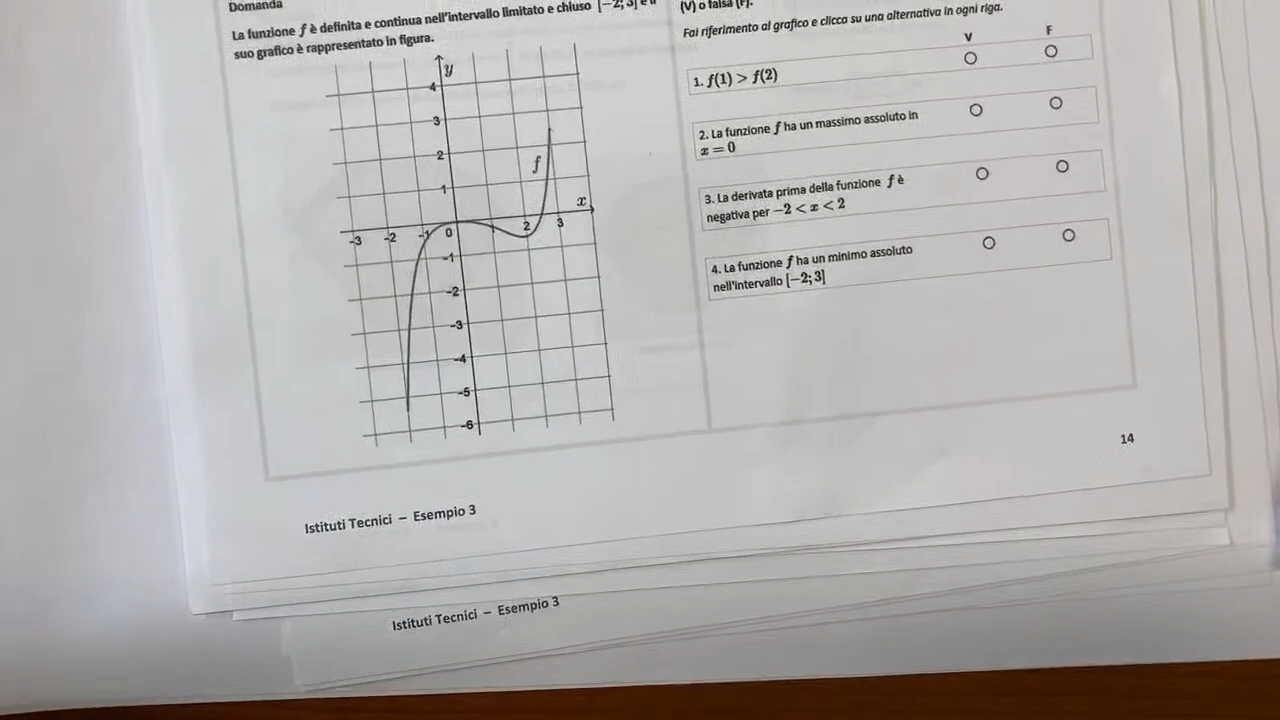 Domanda
La funzione f è definita e continua nell'intervallo limitato e chiuso [−2; 3] e il
suo grafico è rappresentato in figura.
y
4
3
2
1
f
x
-3 -2 -1 0 2 3
-1
-2
-3
-4
-5
-6
(V) o falsa (F).
Fai riferimento al grafico e clicca su una alternativa in ogni riga.
V F
1. f(1) > f(2)
2. La funzione f ha un massimo assoluto in
x = 0
3. La derivata prima della funzione f è
negativa per −2 < x < 2
4. La funzione f ha un minimo assoluto
nell'intervallo [−2; 3]
14
Istituti Tecnici – Esempio 3
Istituti Tecnici – Esempio 3